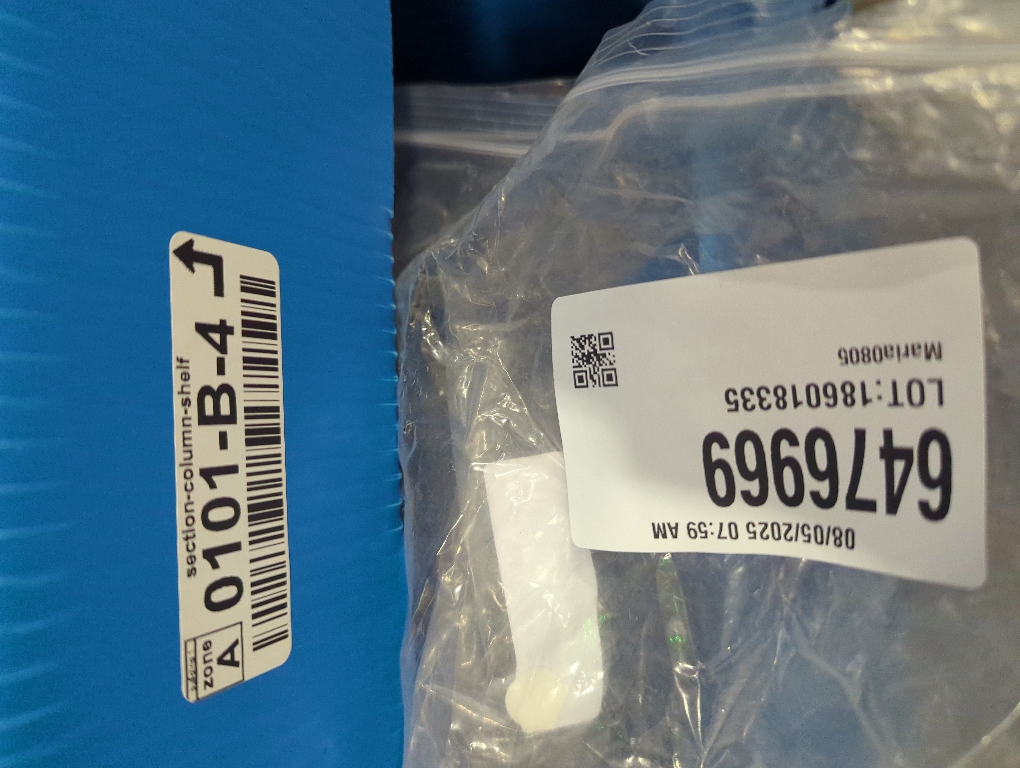 section-column-shelf
zone
A
0101-B-4
08/05/2025 07:59 AM
6476969
LOT:186018335
Maria0805